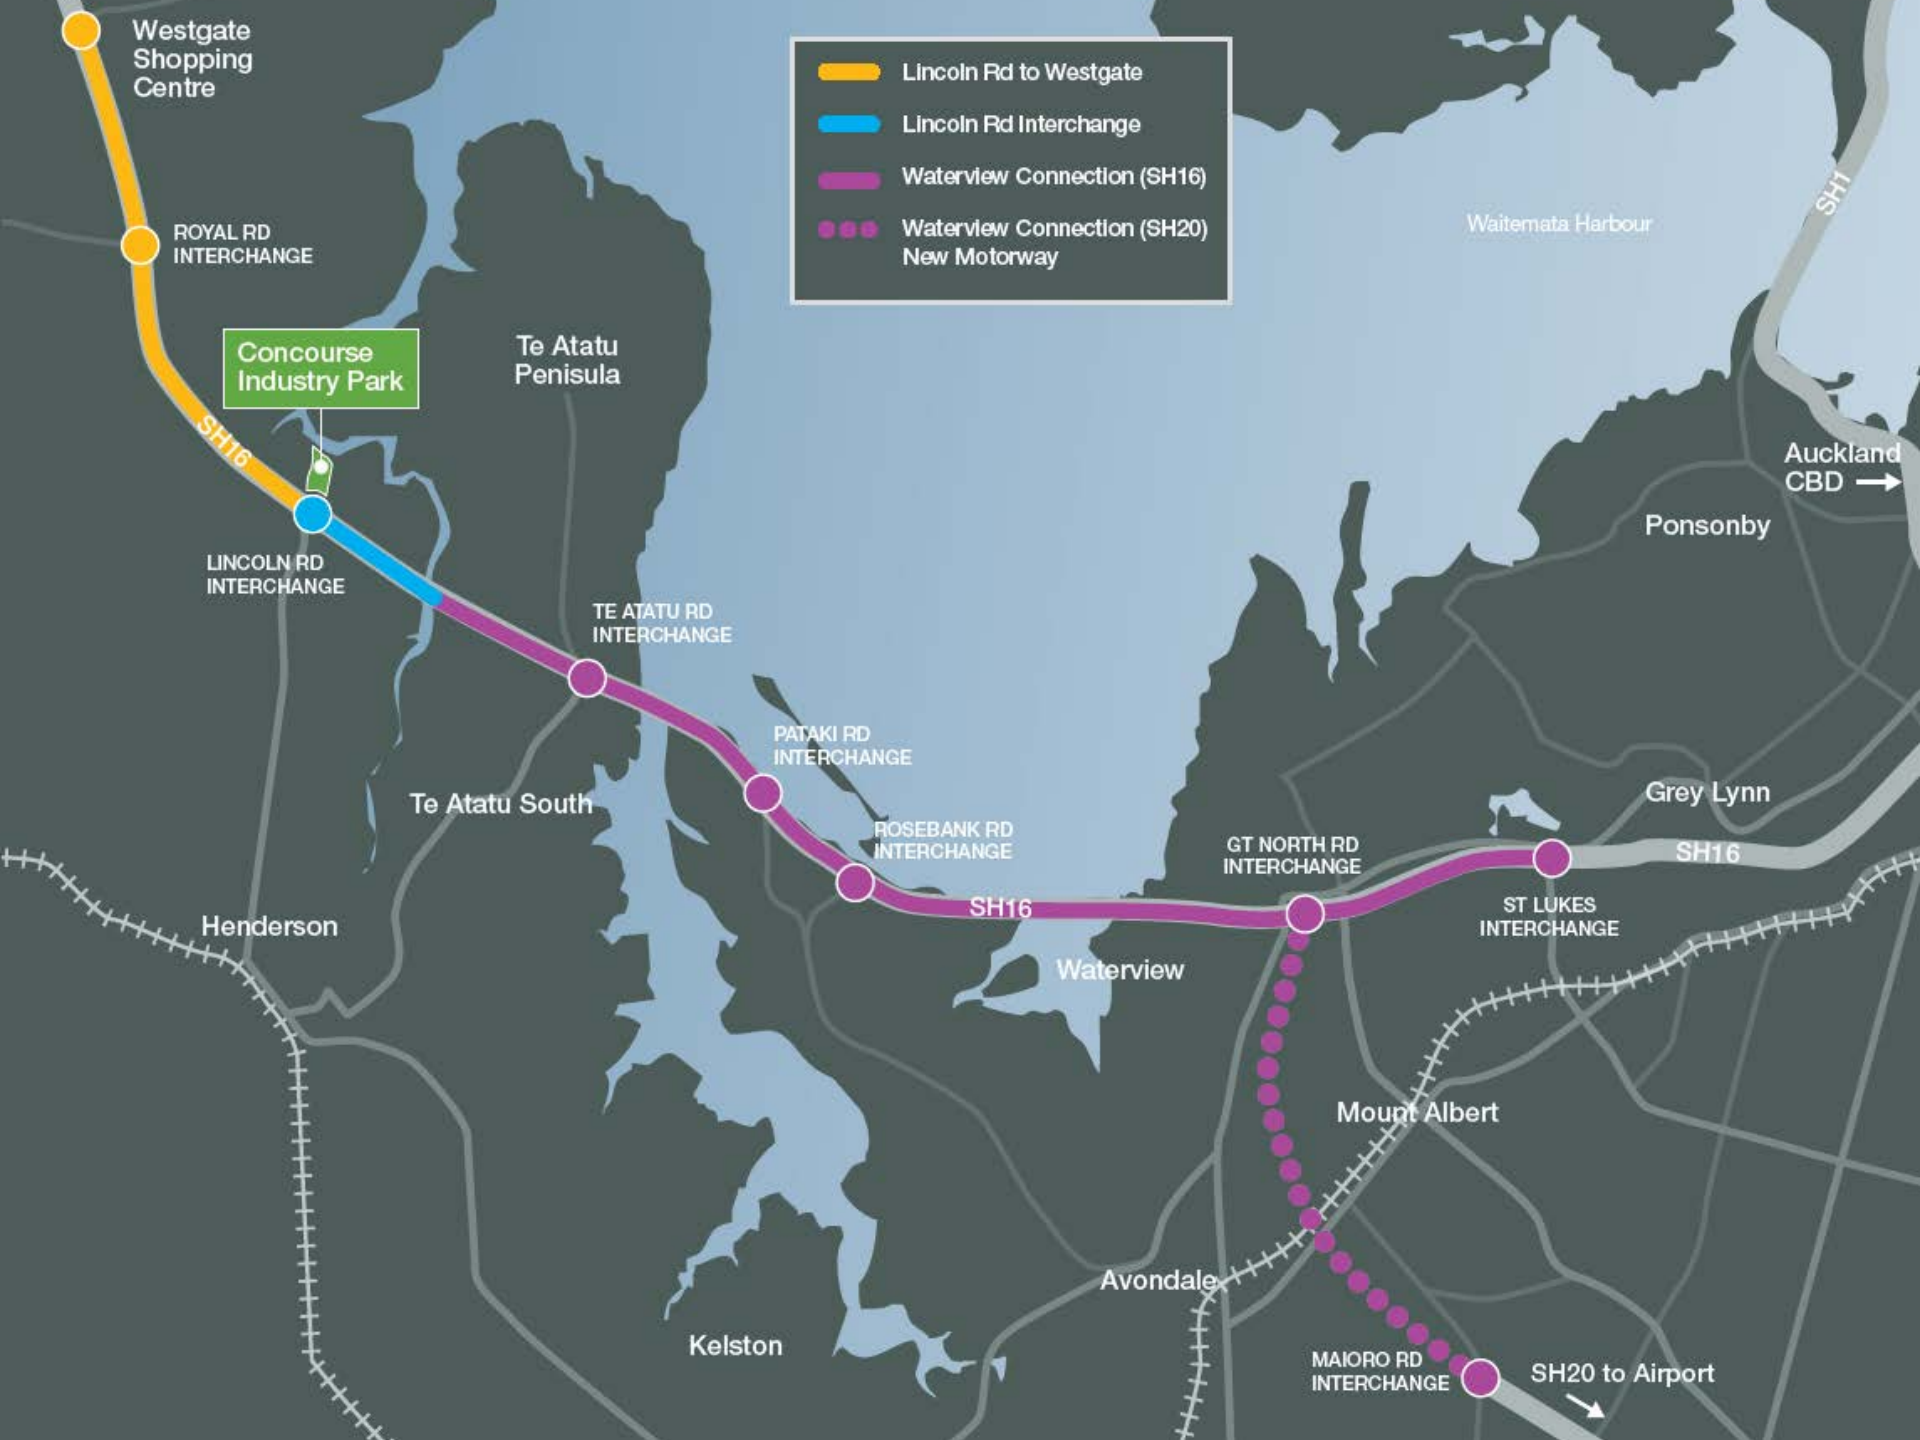 Westgate
Shopping
Centre
Lincoln Rd to Westgate
Lincoln Rd Interchange
Waterview Connection (SH16)
Waterview Connection (SH20)
New Motorway
SH1
Waitemata Harbour
ROYAL RD
INTERCHANGE
Concourse
Industry Park
Te Atatu
Penisula
SH16
Auckland
CBD
Ponsonby
LINCOLN RD
INTERCHANGE
TE ATATU RD
INTERCHANGE
PATAKI RD
INTERCHANGE
Te Atatu South
Grey Lynn
ROSEBANK RD
INTERCHANGE
GT NORTH RD
INTERCHANGE
SH16
SH16
ST LUKES
INTERCHANGE
Henderson
Waterview
Mount Albert
Avondale
Kelston
MAIORO RD
INTERCHANGE
SH20 to Airport